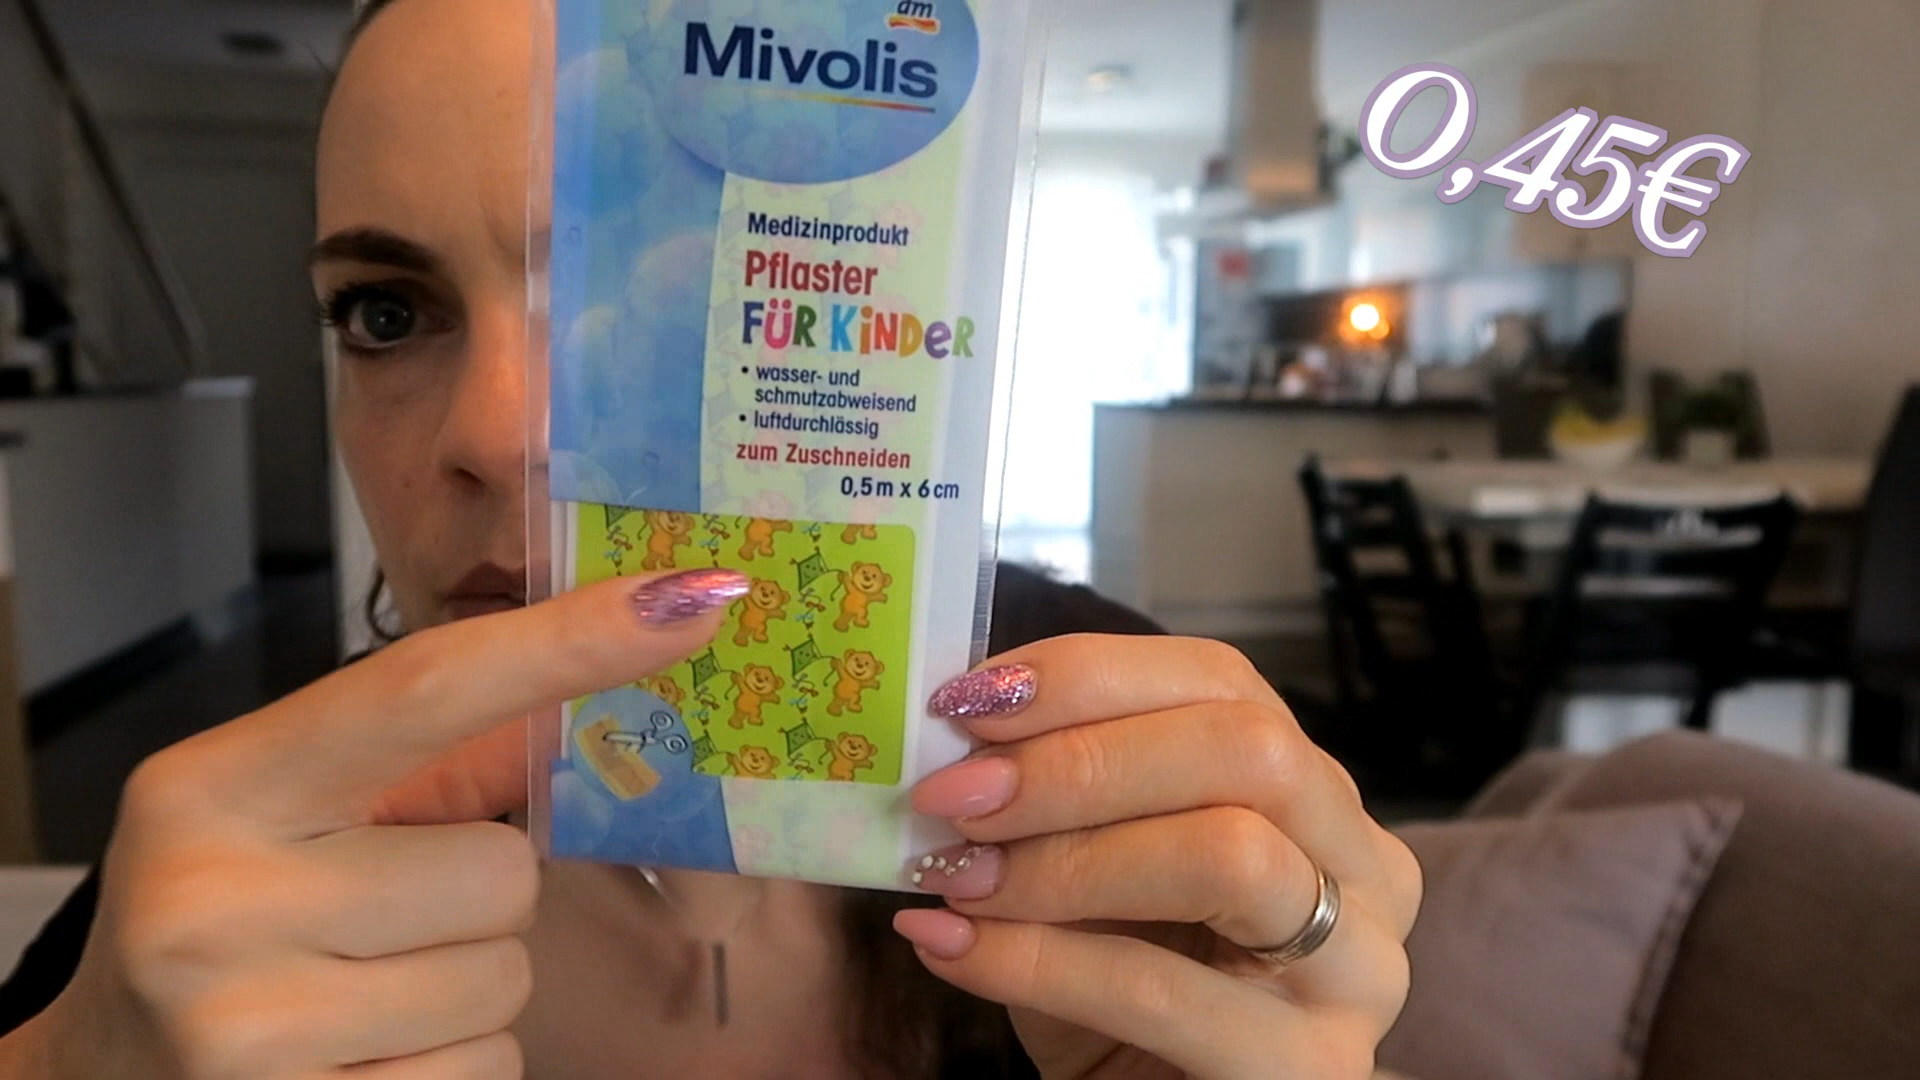 dm
Mivolis
Medizinprodukt
Pflaster
FÜR KiNDeR
• wasser- und
schmutzabweisend
• luftdurchlässig
zum Zuschneiden
0,5 m x 6 cm
0,45€